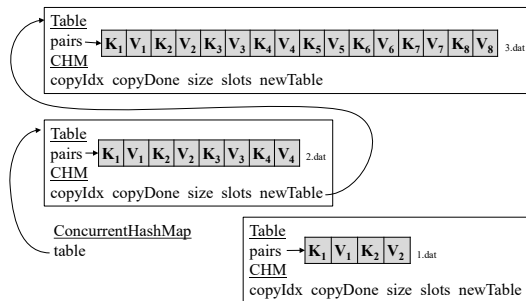 Table
pairs K1 V1 K2 V2 K3 V3 K4 V4 K5 V5 K6 V6 K7 V7 K8 V8 3.dat
CHM
copyIdx copyDone size slots newTable
Table
pairs K1 V1 K2 V2 K3 V3 K4 V4 2.dat
CHM
copyIdx copyDone size slots newTable
ConcurrentHashMap
table
Table
pairs K1 V1 K2 V2 1.dat
CHM
copyIdx copyDone size slots newTable